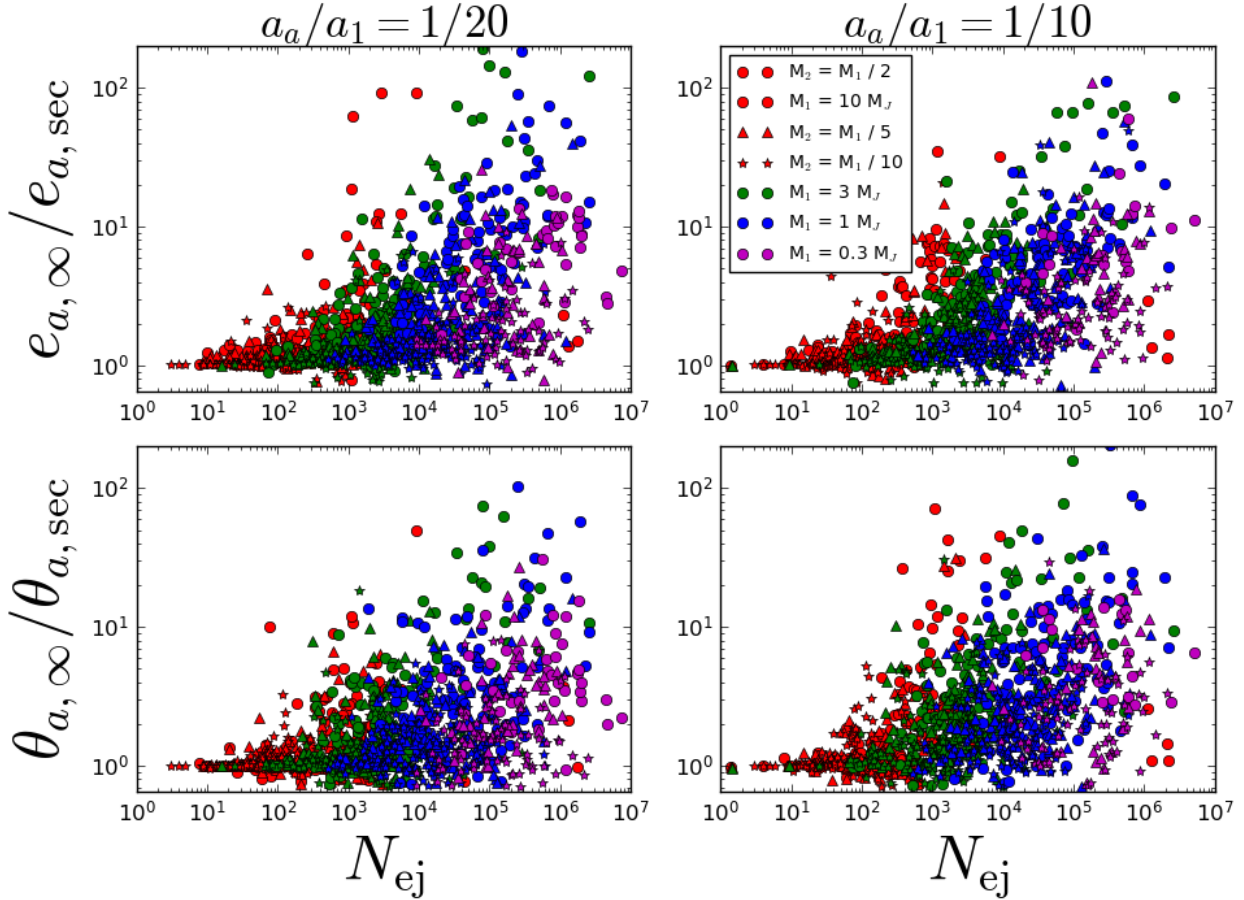 a_a/a_1 = 1/20
a_a/a_1 = 1/10
e_{a,∞}/e_{a,sec}
10^2
10^1
10^0
10^0 10^1 10^2 10^3 10^4 10^5 10^6 10^7
10^2
10^1
10^0
M_2 = M_1 / 2
M_1 = 10 M_J
M_2 = M_1 / 5
M_2 = M_1 / 10
M_1 = 3 M_J
M_1 = 1 M_J
M_1 = 0.3 M_J
10^0 10^1 10^2 10^3 10^4 10^5 10^6 10^7
θ_{a,∞}/θ_{a,sec}
10^2
10^1
10^0
10^0 10^1 10^2 10^3 10^4 10^5 10^6 10^7
10^2
10^1
10^0
10^0 10^1 10^2 10^3 10^4 10^5 10^6 10^7
N_ej
N_ej